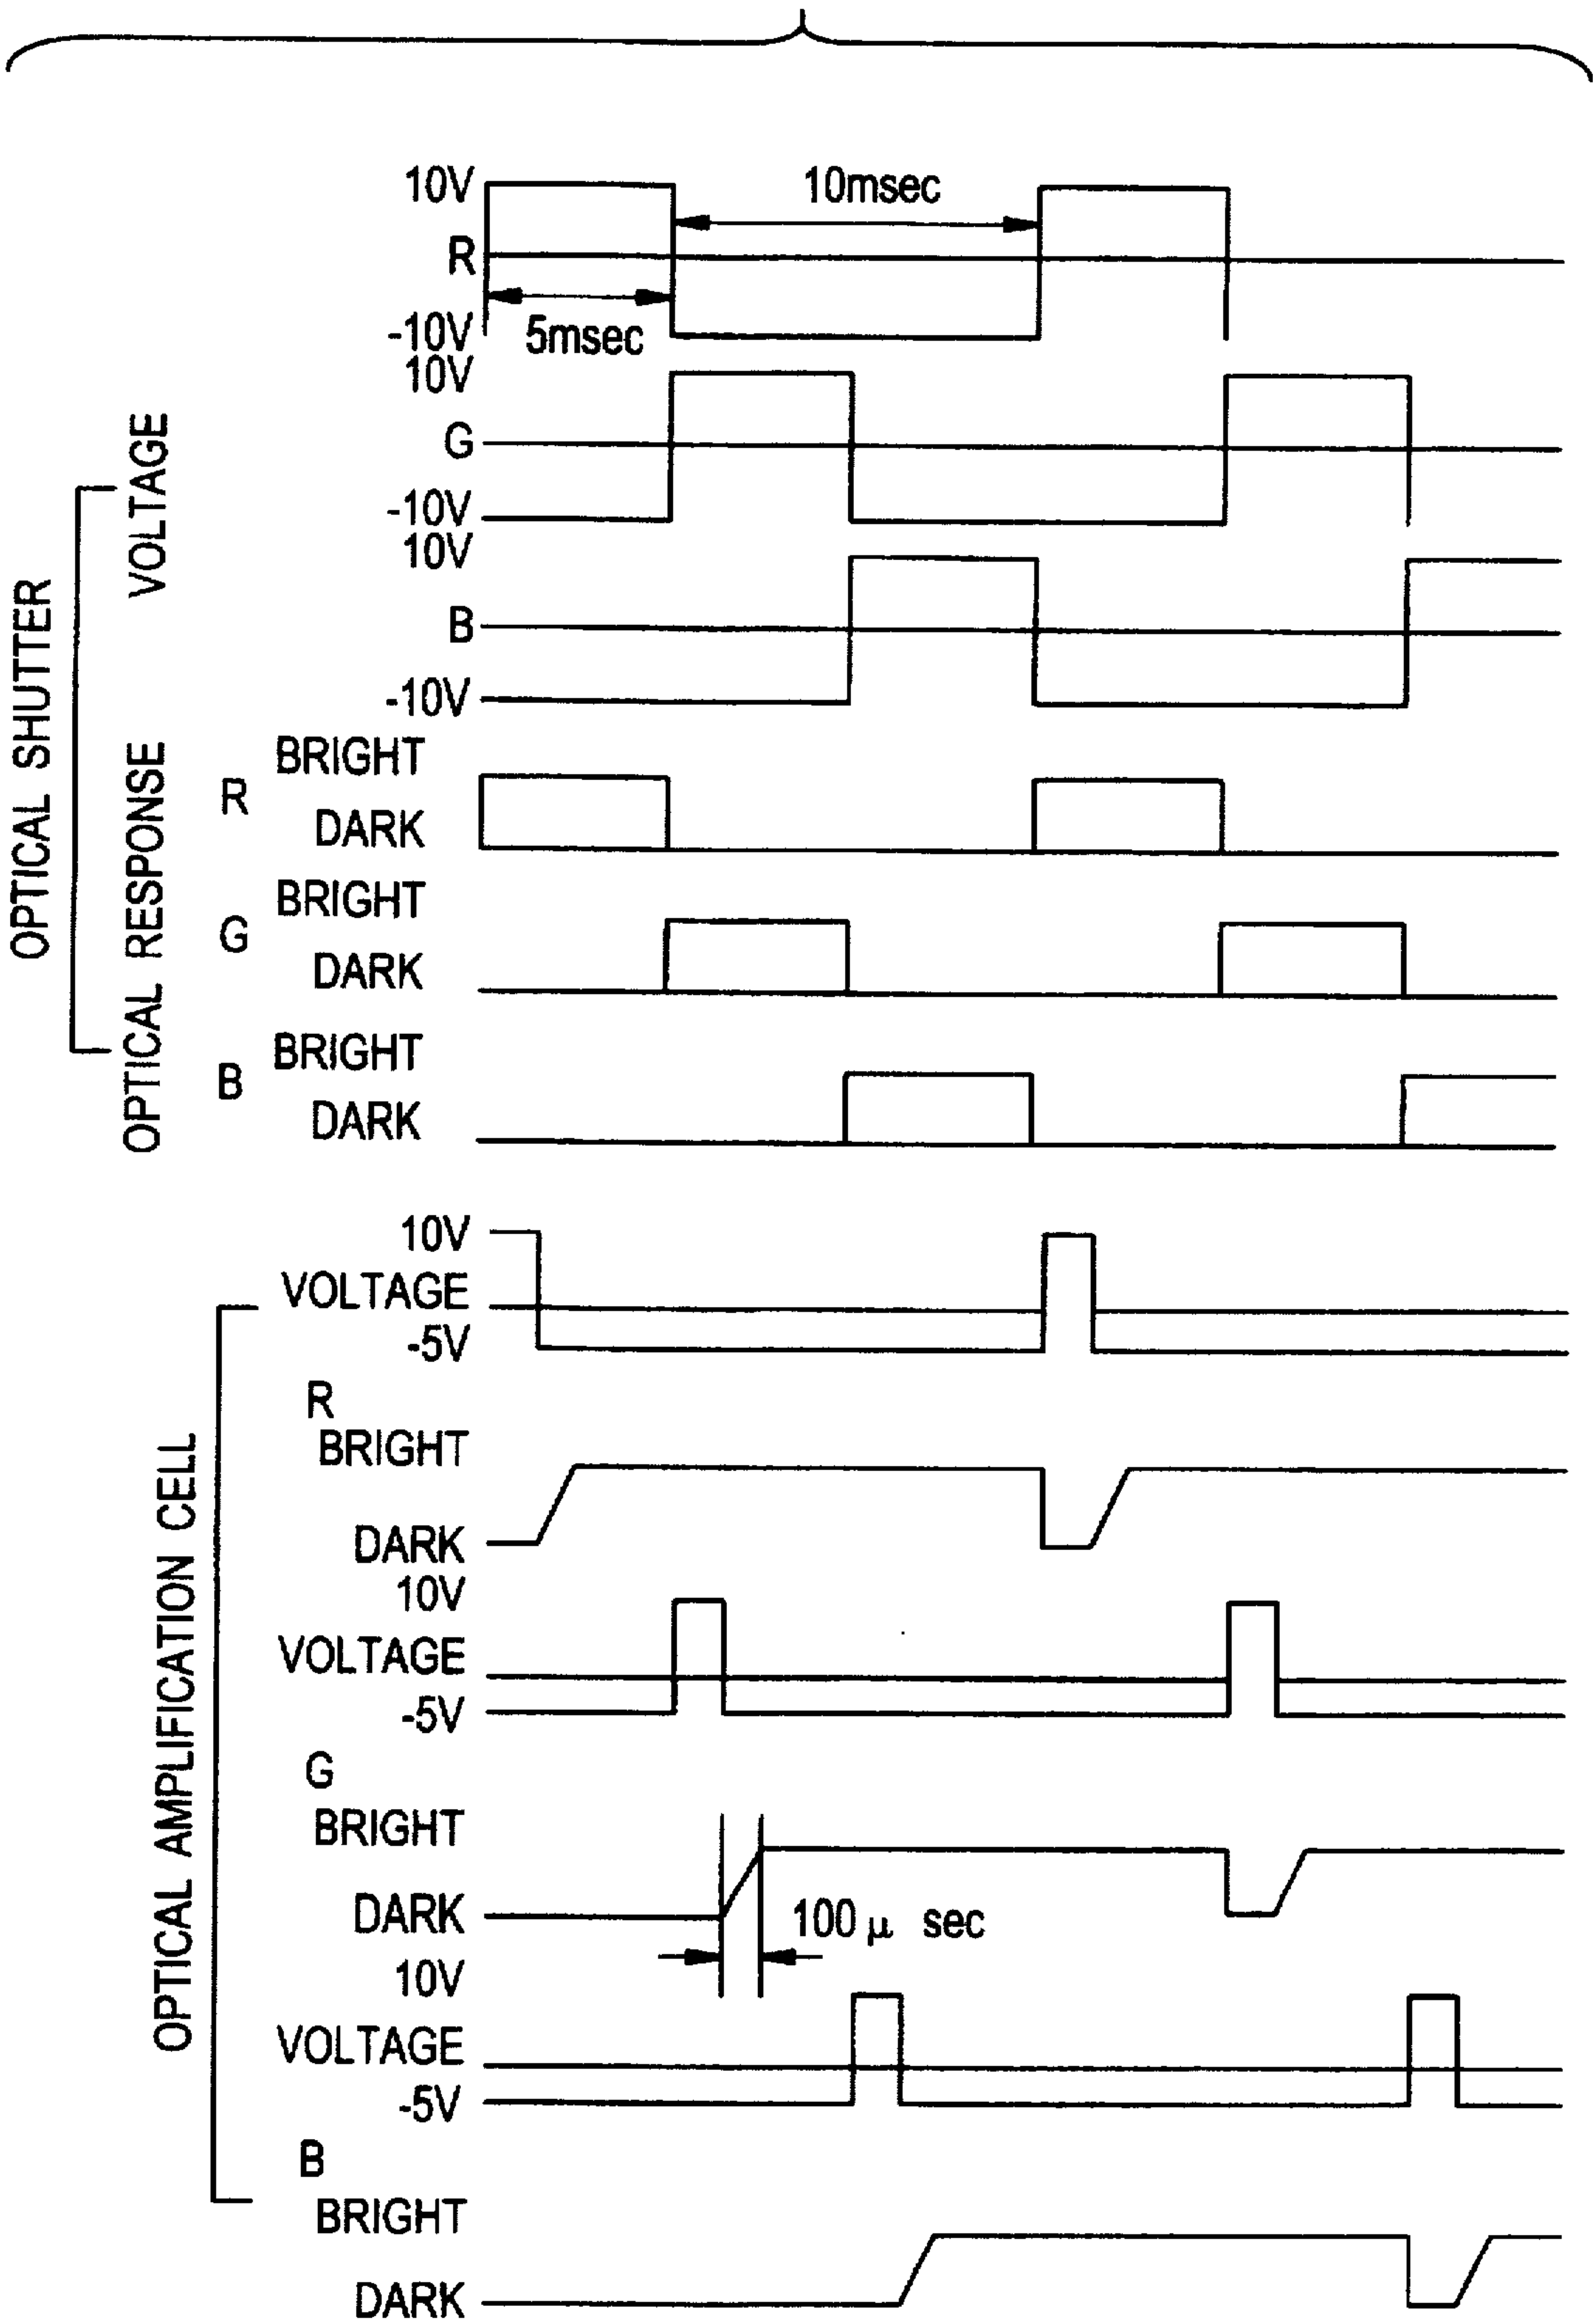 10V
10msec
R
-10V
5msec
10V
G
-10V
10V
B
-10V
OPTICAL SHUTTER
VOLTAGE
OPTICAL RESPONSE
R
BRIGHT
DARK
G
BRIGHT
DARK
B
BRIGHT
DARK
OPTICAL AMPLIFICATION CELL
10V
VOLTAGE
-5V
R
BRIGHT
DARK
10V
VOLTAGE
-5V
G
BRIGHT
DARK
100 μ sec
10V
VOLTAGE
-5V
B
BRIGHT
DARK